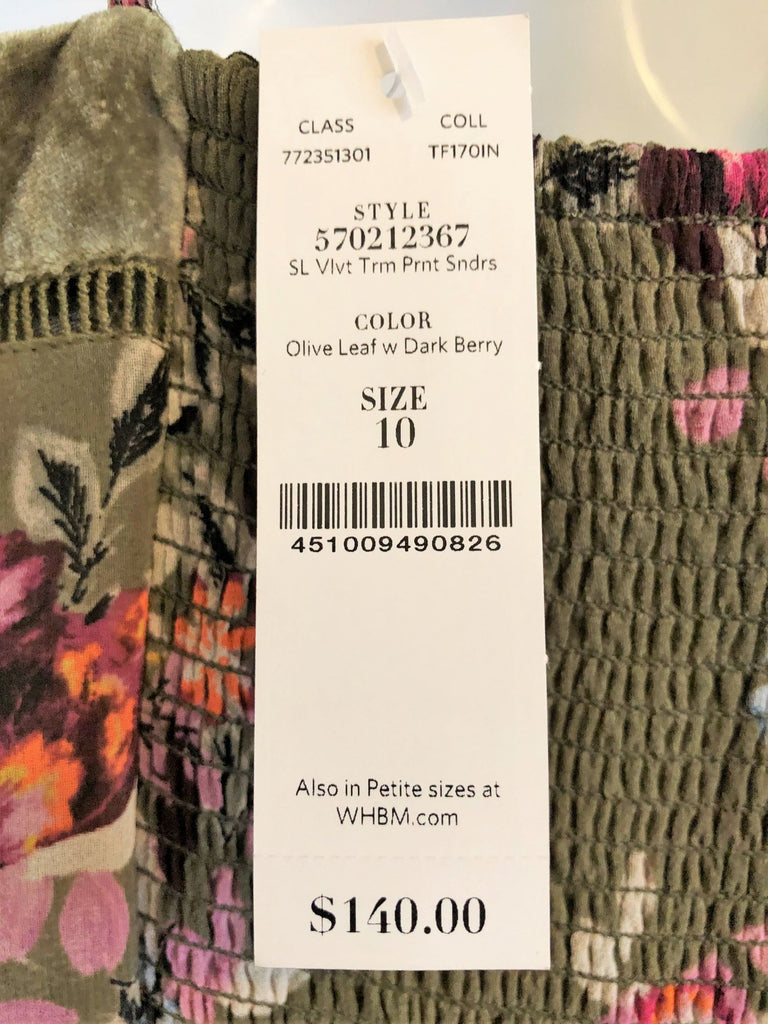 CLASS COLL
772351301 TF170IN
STYLE
570212367
SL Vlvt Trm Prnt Sndrs
COLOR
Olive Leaf w Dark Berry
SIZE
10
451009490826
Also in Petite sizes at
WHBM.com
$140.00